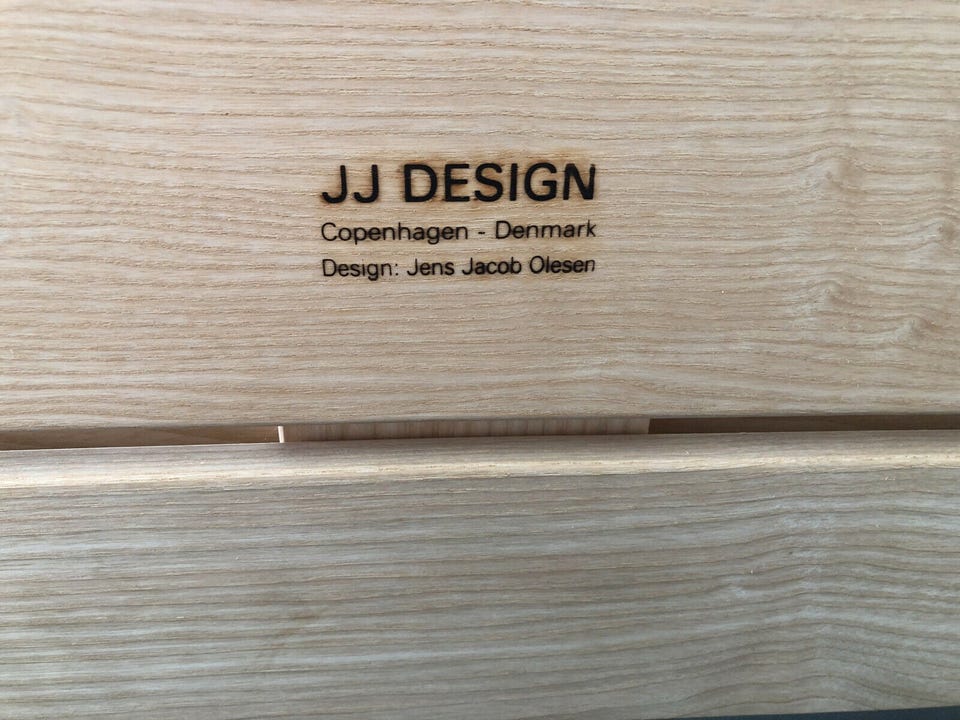 JJ DESIGN
Copenhagen - Denmark
Design: Jens Jacob Olesen